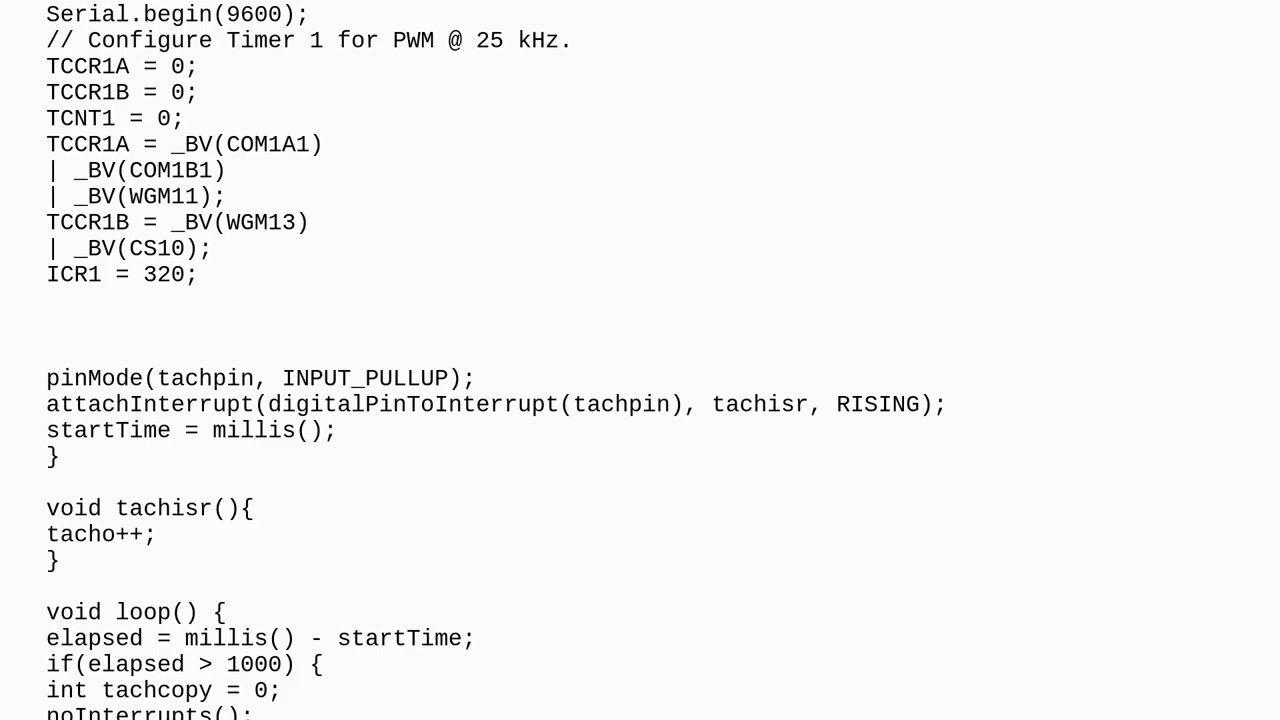 Serial.begin(9600);
// Configure Timer 1 for PWM @ 25 kHz.
TCCR1A = 0;
TCCR1B = 0;
TCNT1 = 0;
TCCR1A = _BV(COM1A1)
| _BV(COM1B1)
| _BV(WGM11);
TCCR1B = _BV(WGM13)
| _BV(CS10);
ICR1 = 320;
pinMode(tachpin, INPUT_PULLUP);
attachInterrupt(digitalPinToInterrupt(tachpin), tachisr, RISING);
startTime = millis();
}
void tachisr(){
tacho++;
}
void loop() {
elapsed = millis() - startTime;
if(elapsed > 1000) {
int tachcopy = 0;
noInterrupts();